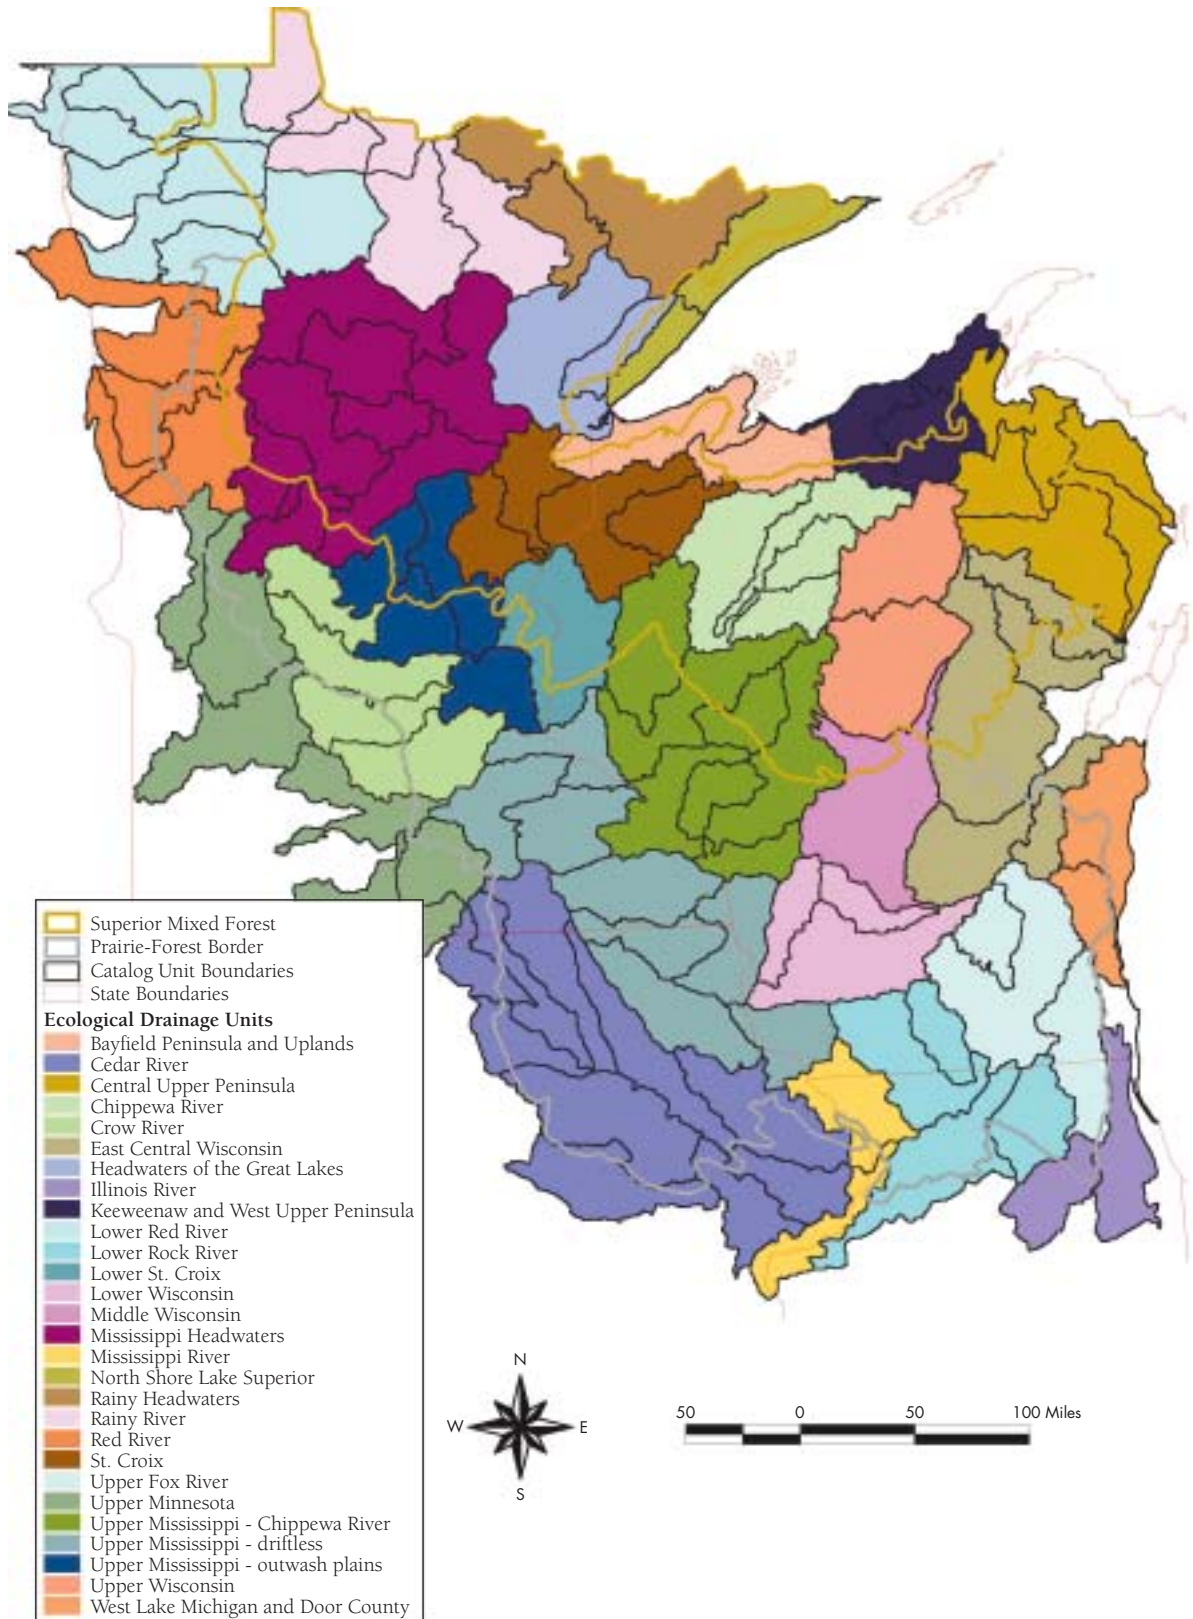 Superior Mixed Forest
Prairie-Forest Border
Catalog Unit Boundaries
State Boundaries
Ecological Drainage Units
Bayfield Peninsula and Uplands
Cedar River
Central Upper Peninsula
Chippewa River
Crow River
East Central Wisconsin
Headwaters of the Great Lakes
Illinois River
Keeweenaw and West Upper Peninsula
Lower Red River
Lower Rock River
Lower St. Croix
Lower Wisconsin
Middle Wisconsin
Mississippi Headwaters
Mississippi River
North Shore Lake Superior
Rainy Headwaters
Rainy River
Red River
St. Croix
Upper Fox River
Upper Minnesota
Upper Mississippi - Chippewa River
Upper Mississippi - driftless
Upper Mississippi - outwash plains
Upper Wisconsin
West Lake Michigan and Door County
N
W E
S
50 0 50 100 Miles